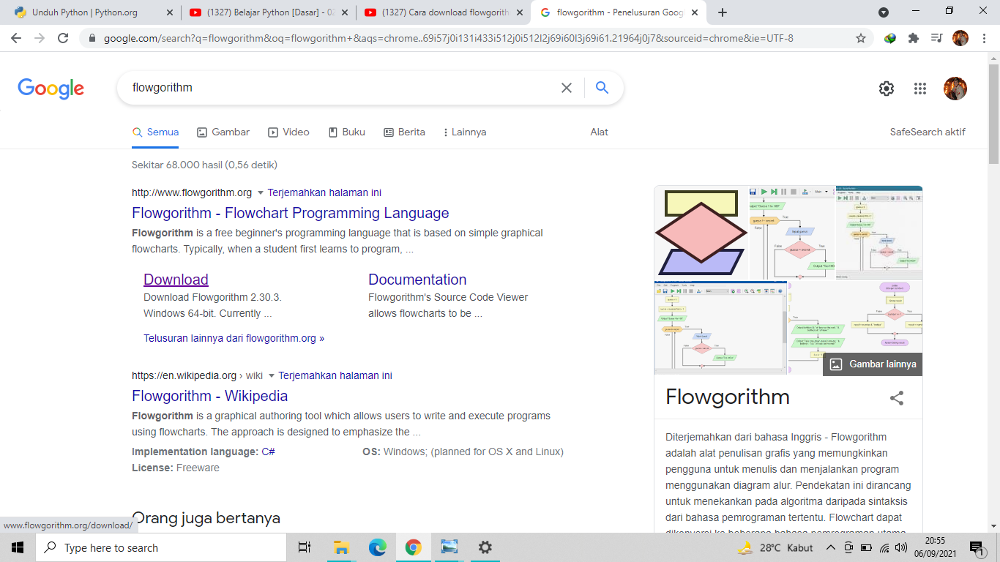 Unduh Python | Python.org
(1327) Belajar Python [Dasar] - 02
(1327) Cara download flowgorith
flowgorithm - Penelusuran Goog
google.com/search?q=flowgorithm&oq=flowgorithm+&aqs=chrome..69i57j0i131i433i512j0i512l2j69i60l3j69i61.21964j0j7&sourceid=chrome&ie=UTF-8
Google
flowgorithm
Semua
Gambar
Video
Buku
Berita
Lainnya
Alat
SafeSearch aktif
Sekitar 68.000 hasil (0,56 detik)
http://www.flowgorithm.org Terjemahkan halaman ini
Flowgorithm - Flowchart Programming Language
Flowgorithm is a free beginner's programming language that is based on simple graphical
flowcharts. Typically, when a student first learns to program, ...
Download
Download Flowgorithm 2.30.3.
Windows 64-bit. Currently ...
Documentation
Flowgorithm's Source Code Viewer
allows flowcharts to be ...
Telusuran lainnya dari flowgorithm.org »
https://en.wikipedia.org › wiki Terjemahkan halaman ini
Flowgorithm - Wikipedia
Flowgorithm is a graphical authoring tool which allows users to write and execute programs
using flowcharts. The approach is designed to emphasize the ...
Implementation language: C#
OS: Windows; (planned for OS X and Linux)
License: Freeware
Orang juga bertanya
Gambar lainnya
Flowgorithm
Diterjemahkan dari bahasa Inggris - Flowgorithm
adalah alat penulisan grafis yang memungkinkan
pengguna untuk menulis dan menjalankan program
menggunakan diagram alur. Pendekatan ini dirancang
untuk menekankan pada algoritma daripada sintaksis
dari bahasa pemrograman tertentu. Flowchart dapat
dikonversi ke beberapa bahasa pemrograman utama
www.flowgorithm.org/download/
Type here to search
28°C Kabut
20:55
06/09/2021
1